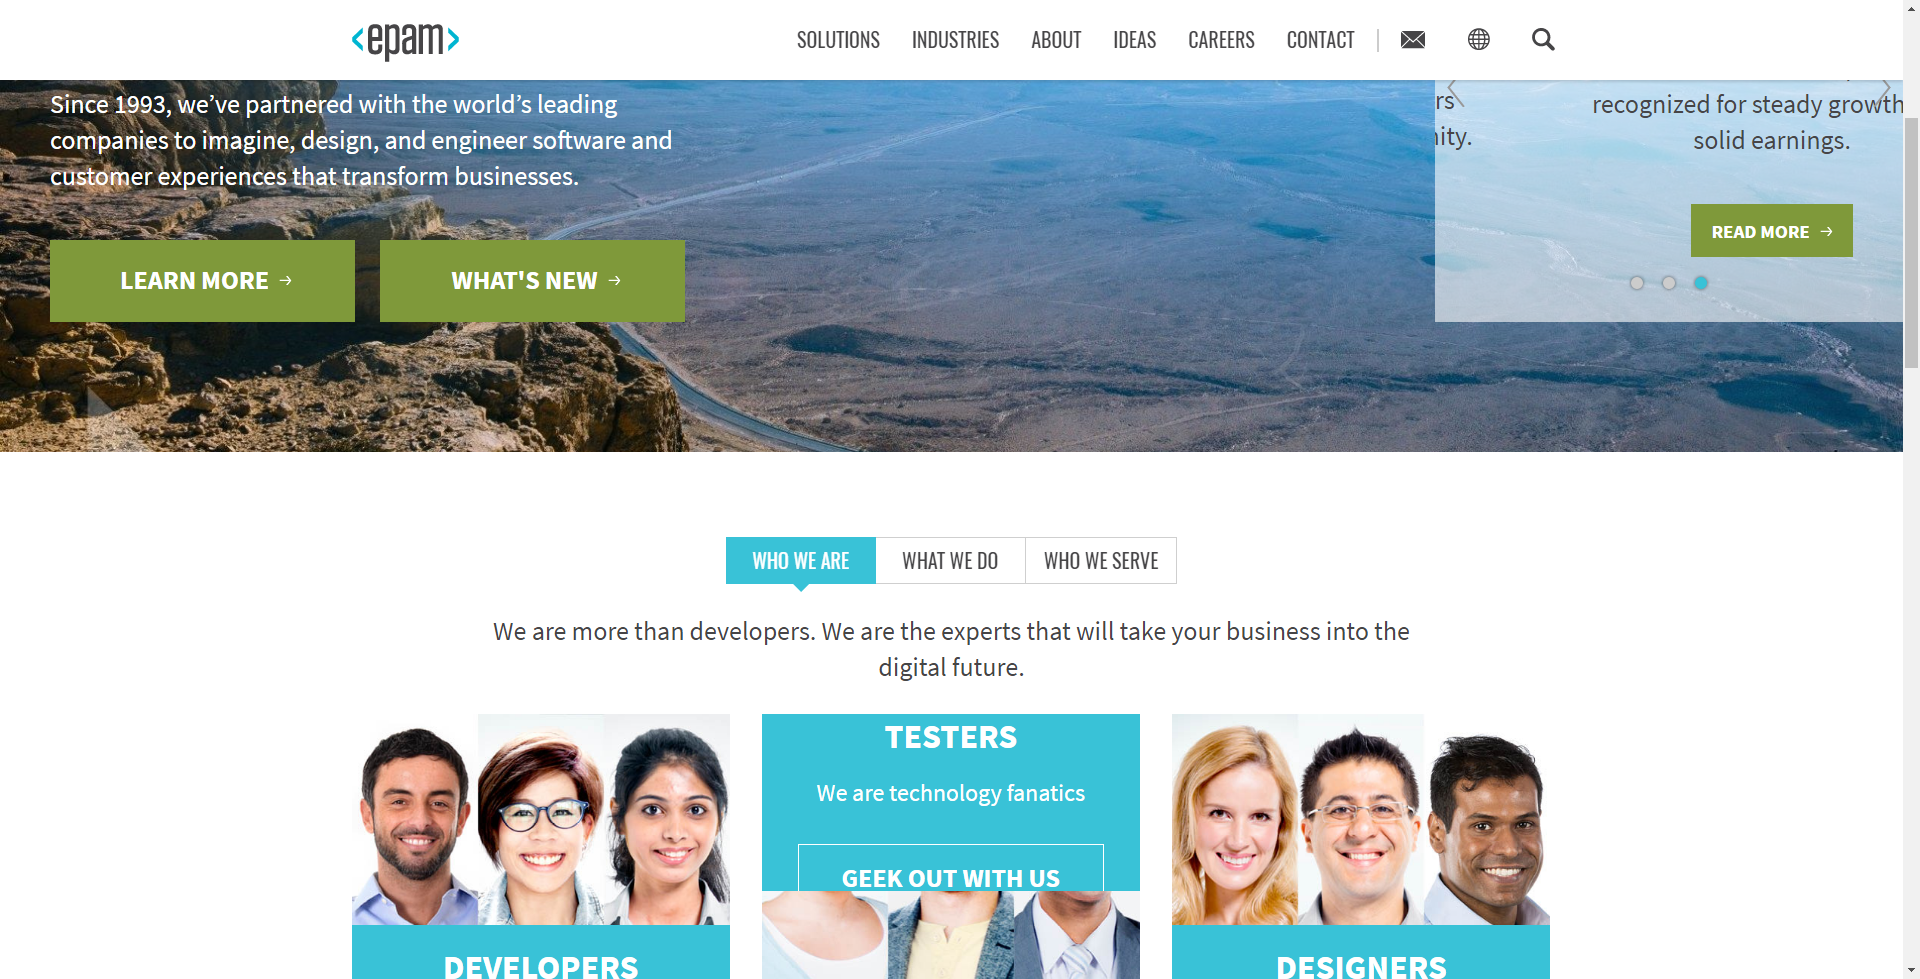 <epam>
SOLUTIONS INDUSTRIES ABOUT IDEAS CAREERS CONTACT
Since 1993, we’ve partnered with the world’s leading
companies to imagine, design, and engineer software and
customer experiences that transform businesses.
LEARN MORE →
WHAT'S NEW →
rs
nity.
recognized for steady growth
solid earnings.
READ MORE →
WHO WE ARE
WHAT WE DO
WHO WE SERVE
We are more than developers. We are the experts that will take your business into the
digital future.
TESTERS
We are technology fanatics
GEEK OUT WITH US
DEVELOPERS
DESIGNERS